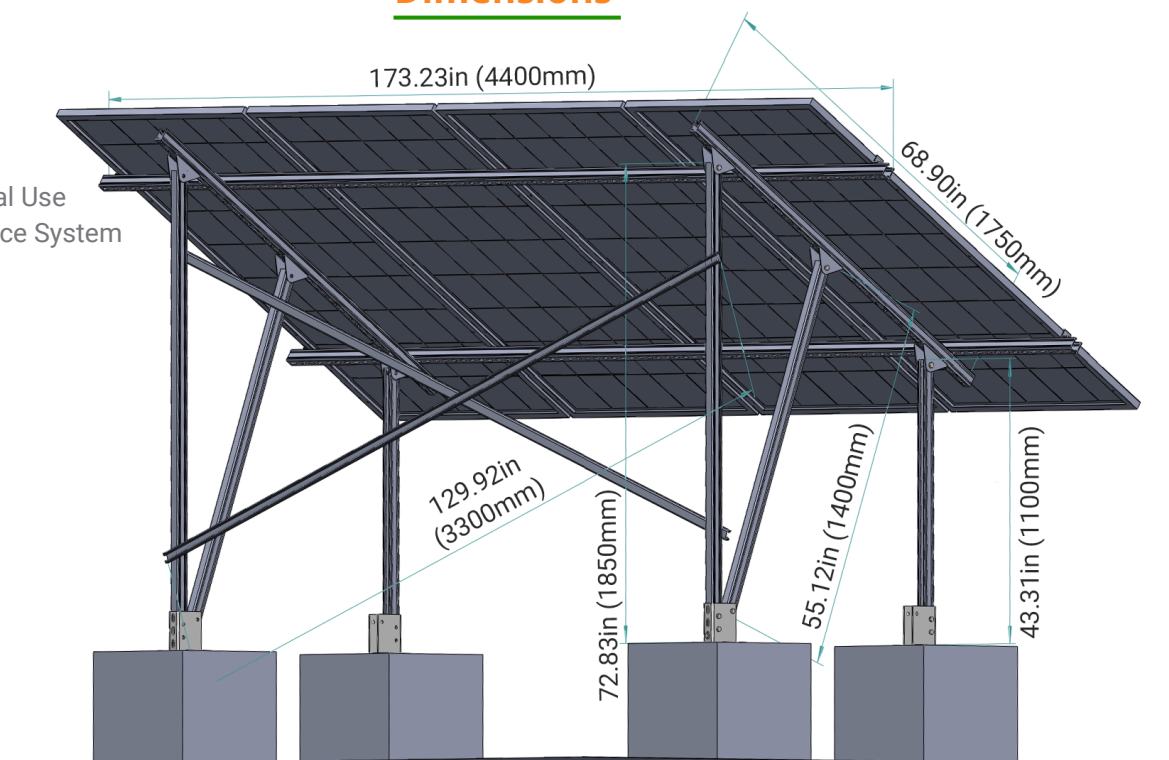 Dimensions
173.23in (4400mm)
68.90in (1750mm)
al Use
ce System
129.92in
(3300mm)
72.83in (1850mm)
55.12in (1400mm)
43.31in (1100mm)